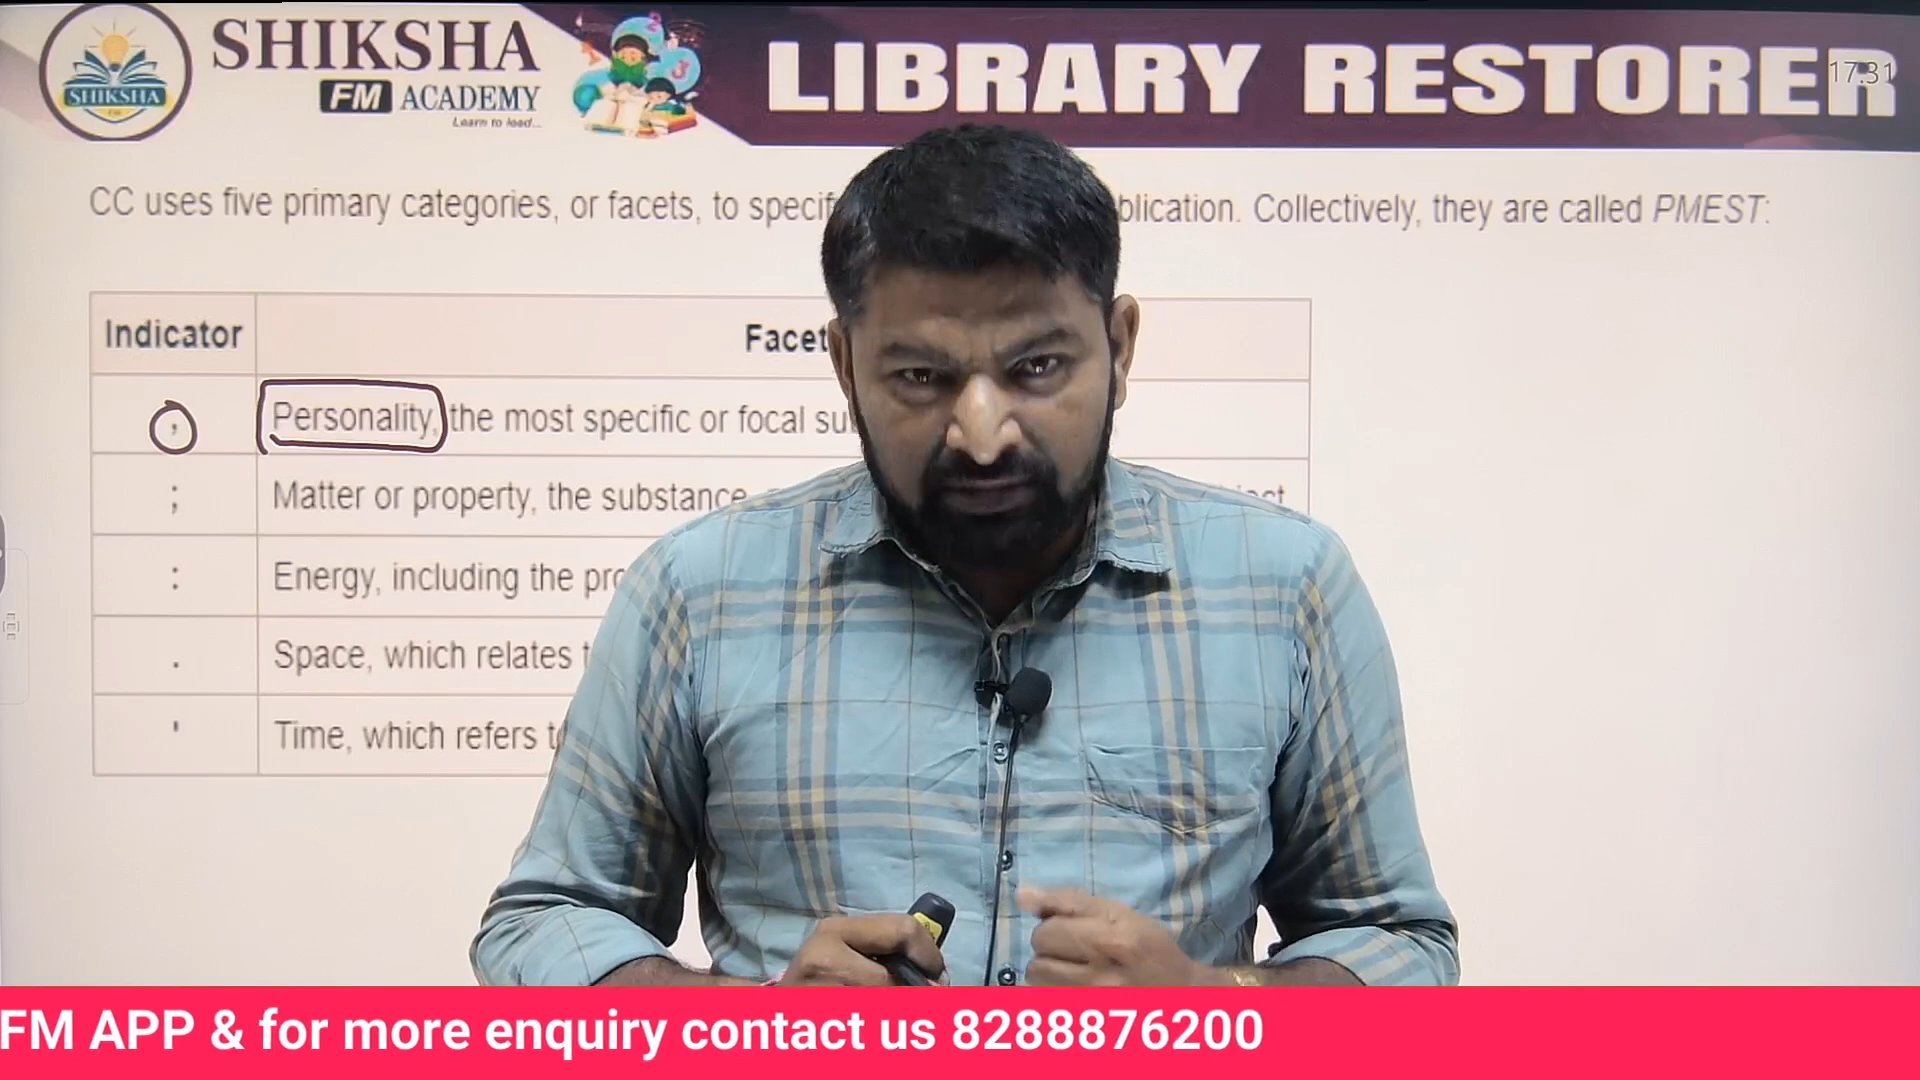 SHIKSHA
FM ACADEMY
Learn to lead...
SHIKSHA
LIBRARY RESTORER
17:31
CC uses five primary categories, or facets, to specif blication. Collectively, they are called PMEST:
Indicator Facet
, Personality, the most specific or focal su
; Matter or property, the substance
: Energy, including the pro
. Space, which relates t
' Time, which refers to
FM APP & for more enquiry contact us 8288876200